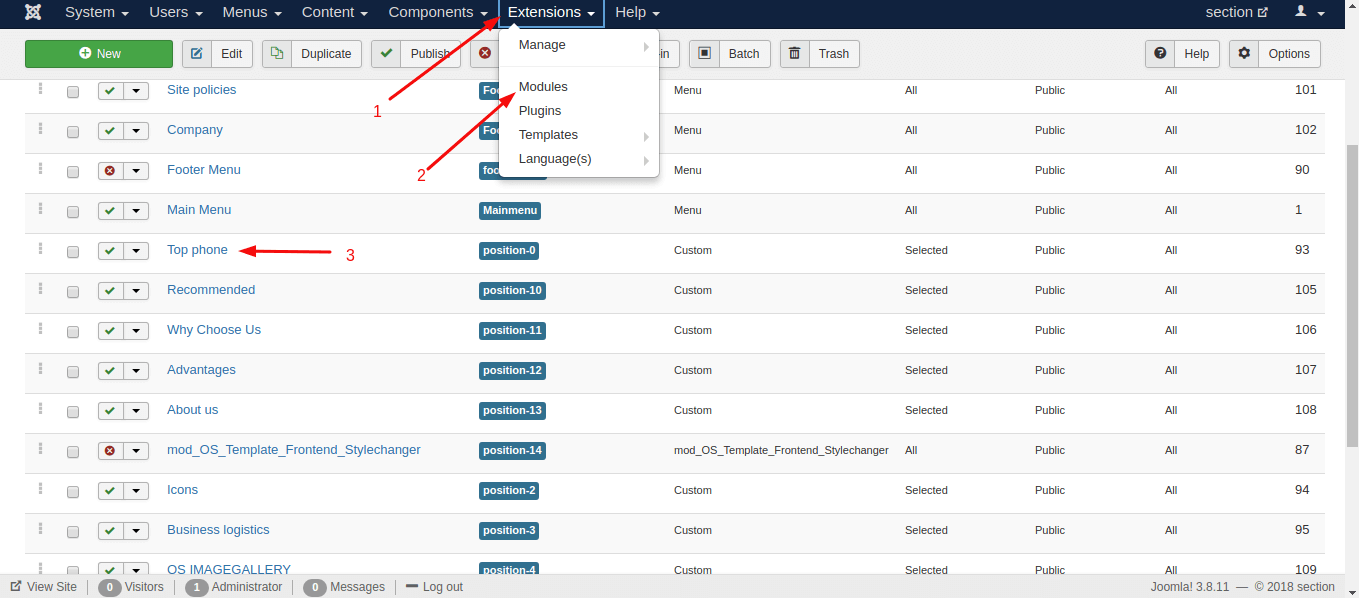 System Users Menus Content Components Extensions Help section
New Edit Duplicate Publish in Batch Trash Help Options
Manage
Modules
Plugins
Templates
Language(s)
1
2
3
Site policies Foo Menu All Public All 101
Company Foo Menu All Public All 102
Footer Menu foo Menu All Public All 90
Main Menu Mainmenu Menu All Public All 1
Top phone position-0 Custom Selected Public All 93
Recommended position-10 Custom Selected Public All 105
Why Choose Us position-11 Custom Selected Public All 106
Advantages position-12 Custom Selected Public All 107
About us position-13 Custom Selected Public All 108
mod_OS_Template_Frontend_Stylechanger position-14 mod_OS_Template_Frontend_Stylechanger All Public All 87
Icons position-2 Custom Selected Public All 94
Business logistics position-3 Custom Selected Public All 95
OS IMAGEGALLERY position-4 Custom Selected Public All 109
View Site 0 Visitors 1 Administrator 0 Messages Log out Joomla! 3.8.11 — © 2018 section